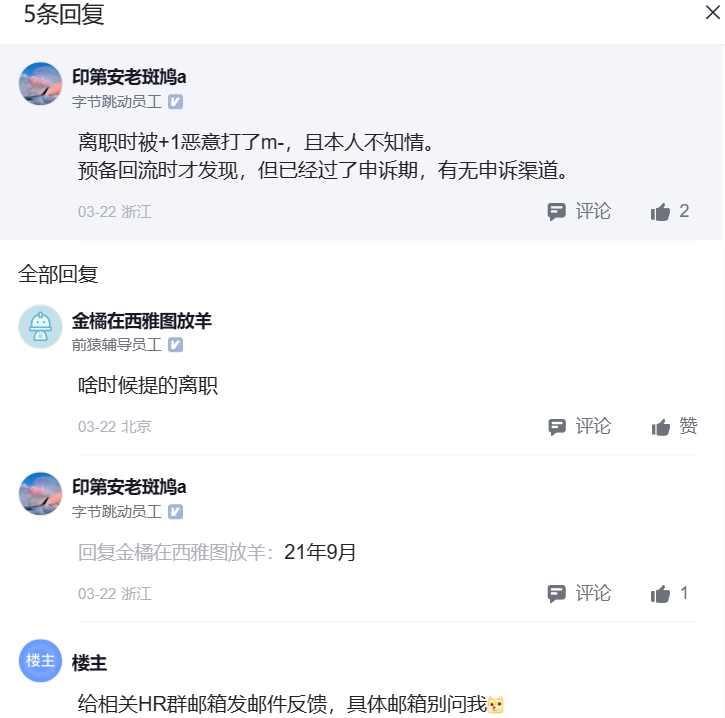 5条回复
印第安老斑鸠a
字节跳动员工
离职时被+1恶意打了m-，且本人不知情。
预备回流时才发现，但已经过了申诉期，有无申诉渠道。
03-22 浙江 评论 2
全部回复
金橘在西雅图放羊
前猿辅导员工
啥时候提的离职
03-22 北京 评论 赞
印第安老斑鸠a
字节跳动员工
回复金橘在西雅图放羊：21年9月
03-22 浙江 评论 1
楼主 楼主
给相关HR群邮箱发邮件反馈，具体邮箱别问我